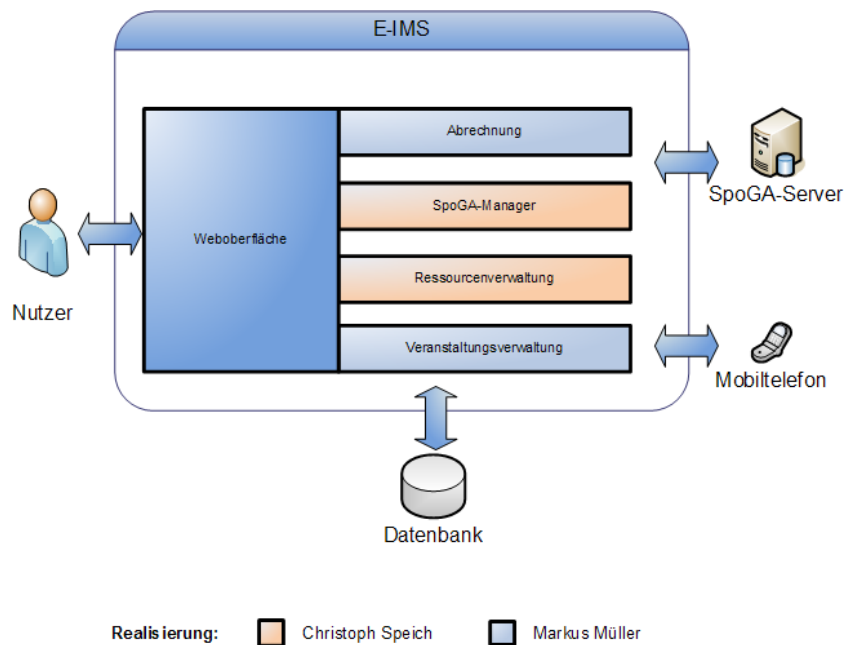 E-IMS
Abrechnung
SpoGA-Manager
Weboberfläche
Ressourcenverwaltung
Veranstaltungsverwaltung
Nutzer
SpoGA-Server
Mobiltelefon
Datenbank
Realisierung: Christoph Speich Markus Müller